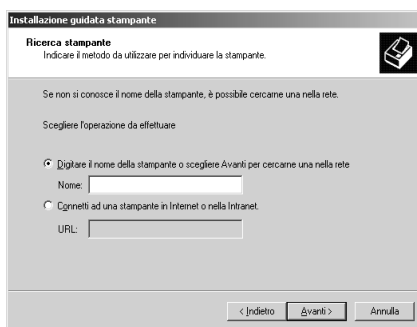 Installazione guidata stampante
Ricerca stampante
Indicare il metodo da utilizzare per individuare la stampante.
Se non si conosce il nome della stampante, è possibile cercarne una nella rete.
Scegliere l'operazione da effettuare
Digitare il nome della stampante o scegliere Avanti per cercarne una nella rete
Nome:
Connetti ad una stampante in Internet o nella Intranet.
URL:
< Indietro Avanti > Annulla